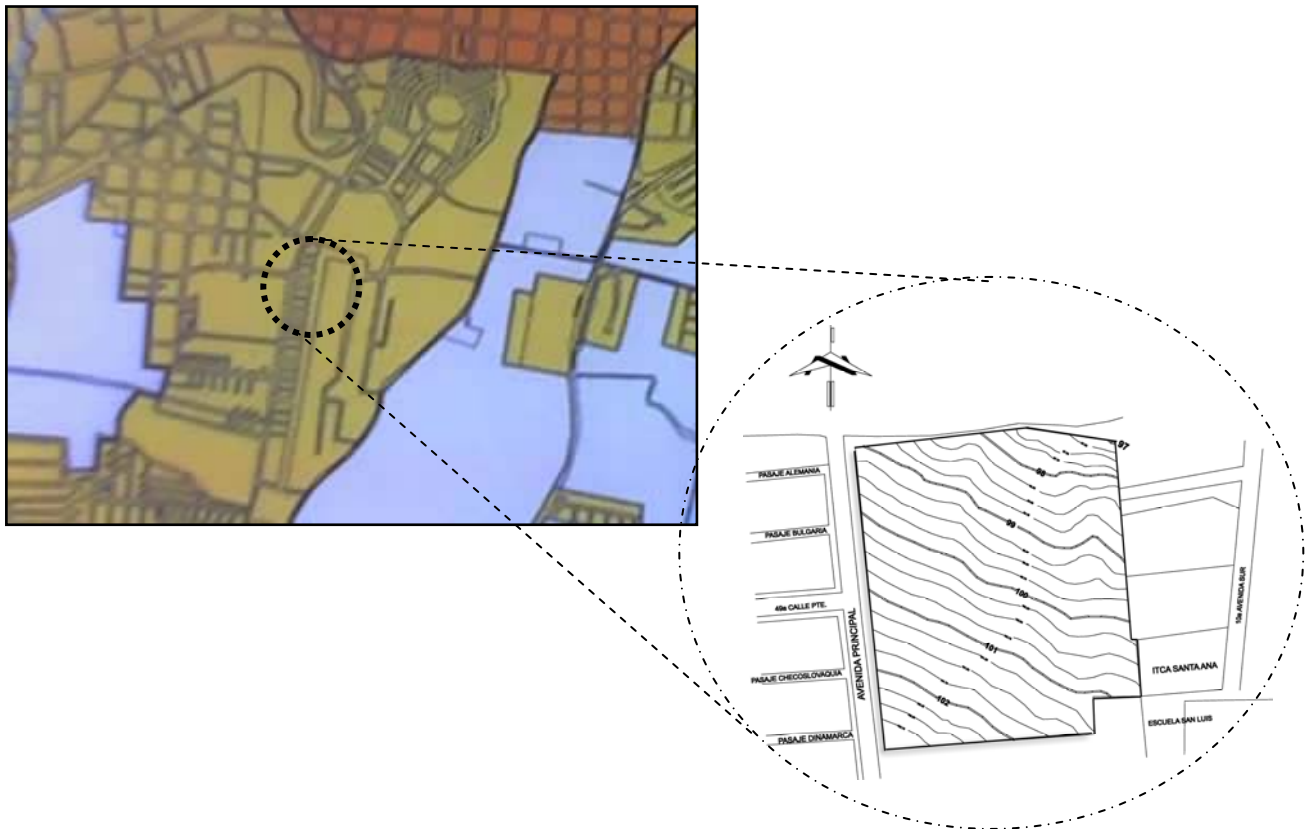 97
PASAJE ALEMANIA
98
99
PASAJE BULGARIA
100
49a CALLE PTE.
AVENIDA PRINCIPAL
10a AVENIDA SUR
101
ITCA SANTA ANA
PASAJE CHECOSLOVAQUIA
102
ESCUELA SAN LUIS
PASAJE DINAMARCA